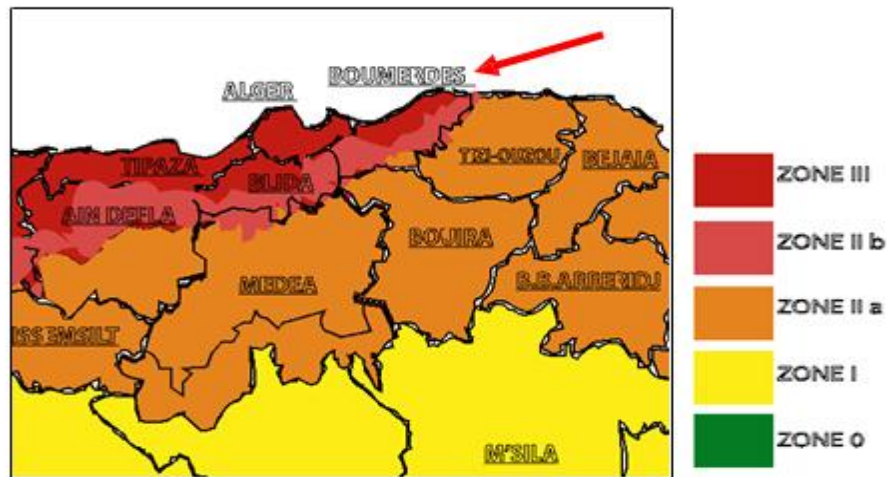 BOUMERDES
ALGER
TIPAZA
BLIDA
TIZI-OUZOU
BEJAIA
AIN DEFLA
BOUIRA
MEDEA
B.B.ARRERIDJ
ISSEMSILT
M'SILA
ZONE III
ZONE II b
ZONE II a
ZONE I
ZONE 0